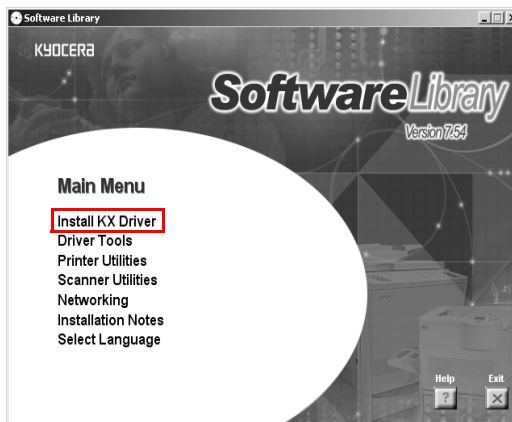 Software Library
KYOCERA
SoftwareLibrary
Version 7.54
Main Menu
Install KX Driver
Driver Tools
Printer Utilities
Scanner Utilities
Networking
Installation Notes
Select Language
Help Exit